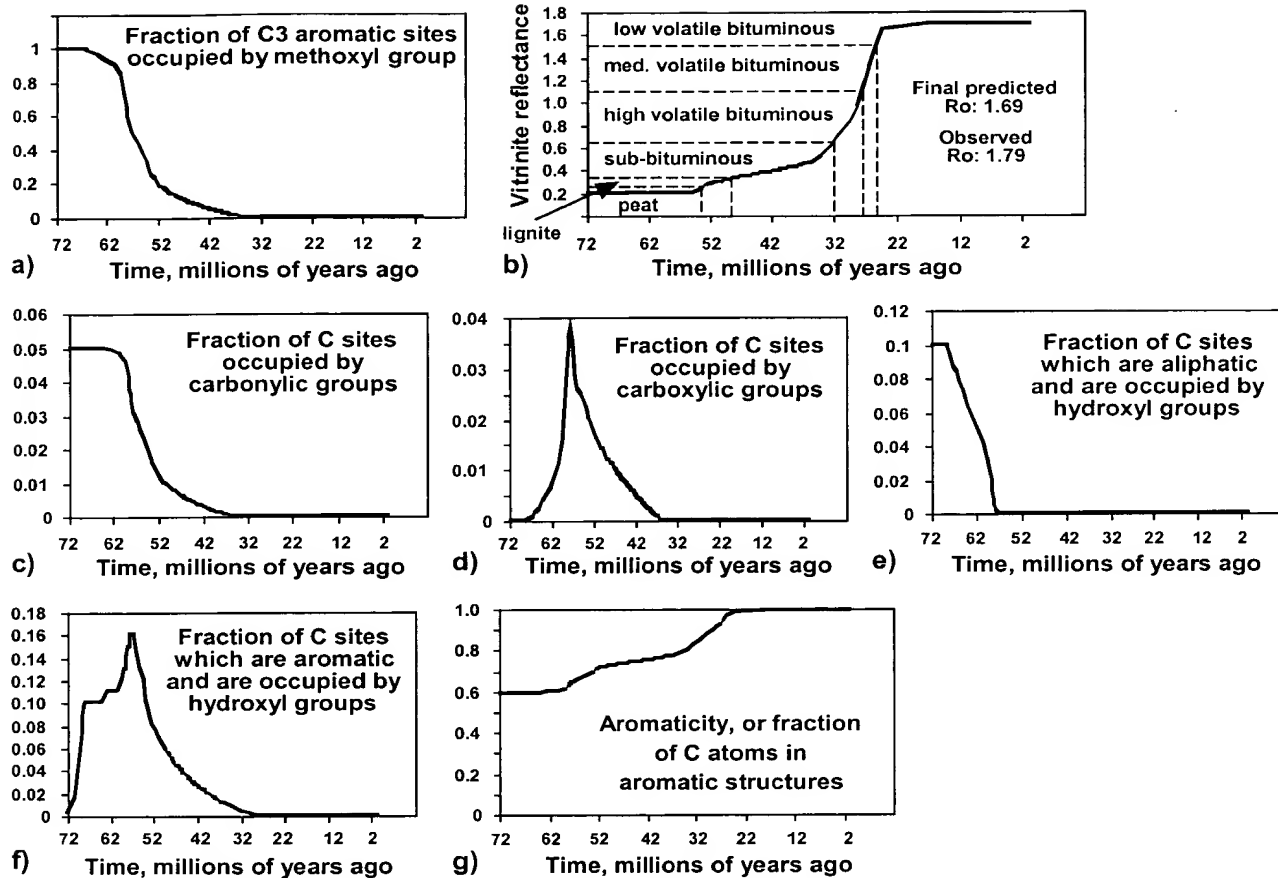 Fraction of C3 aromatic sites
occupied by methoxyl group
1
0.8
0.6
0.4
0.2
0
72 62 52 42 32 22 12 2
a) Time, millions of years ago
Vitrinite reflectance
1.8
1.6
1.4
1.2
1.0
0.8
0.6
0.4
0.2
low volatile bituminous
med. volatile bituminous
high volatile bituminous
sub-bituminous
peat
lignite
Final predicted
Ro: 1.69
Observed
Ro: 1.79
72 62 52 42 32 22 12 2
b) Time, millions of years ago
0.06
0.05
0.04
0.03
0.02
0.01
0
Fraction of C sites
occupied by
carbonylic groups
72 62 52 42 32 22 12 2
c) Time, millions of years ago
0.04
0.03
0.02
0.01
0
Fraction of C sites
occupied by
carboxylic groups
72 62 52 42 32 22 12 2
d) Time, millions of years ago
0.12
0.1
0.08
0.06
0.04
0.02
0
Fraction of C sites
which are aliphatic
and are occupied by
hydroxyl groups
72 62 52 42 32 22 12 2
e) Time, millions of years ago
0.18
0.16
0.14
0.12
0.10
0.08
0.06
0.04
0.02
0
Fraction of C sites
which are aromatic
and are occupied by
hydroxyl groups
72 62 52 42 32 22 12 2
f) Time, millions of years ago
1.0
0.8
0.6
0.4
0.2
0
Aromaticity, or fraction
of C atoms in
aromatic structures
72 62 52 42 32 22 12 2
g) Time, millions of years ago